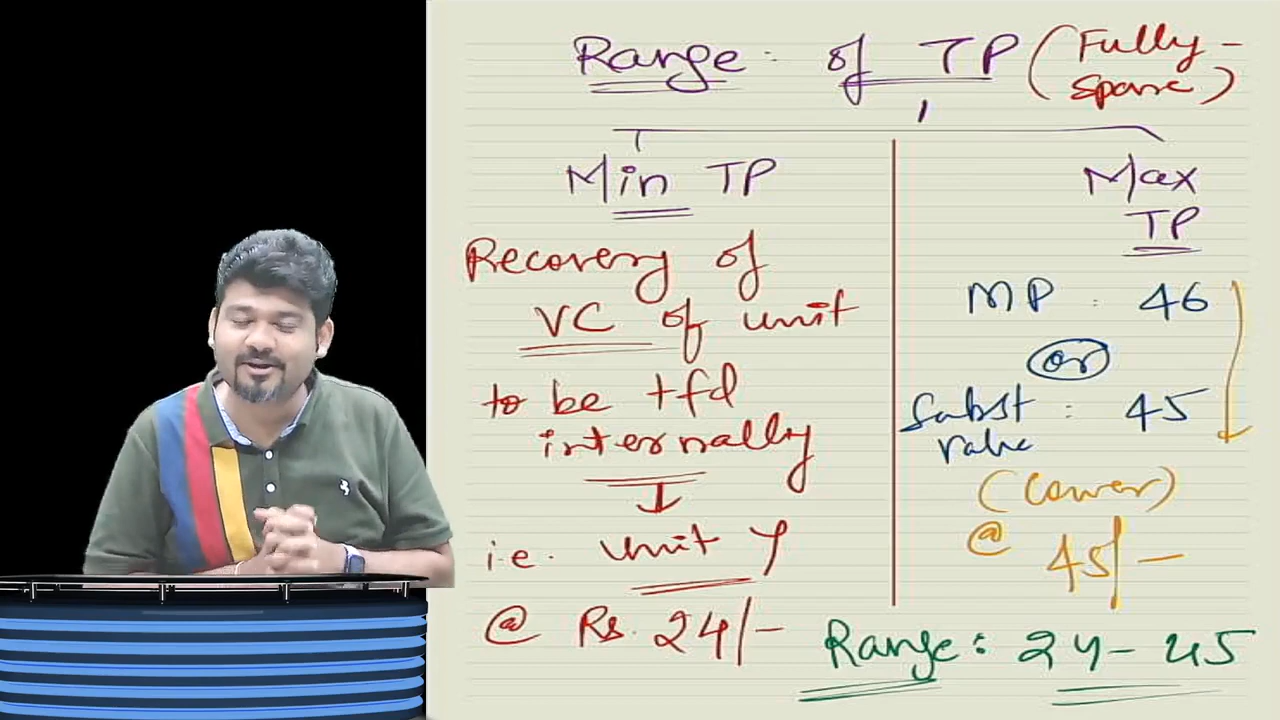 Range: of TP (Fully-
Spare)
Min TP
Recovery of
VC of unit
to be tfd
internally
i.e. Unit Y
@ Rs. 24/-
Max
TP
MP : 46
or
Subst : 45
value
(Lower)
@ 45/-
Range: 24-45